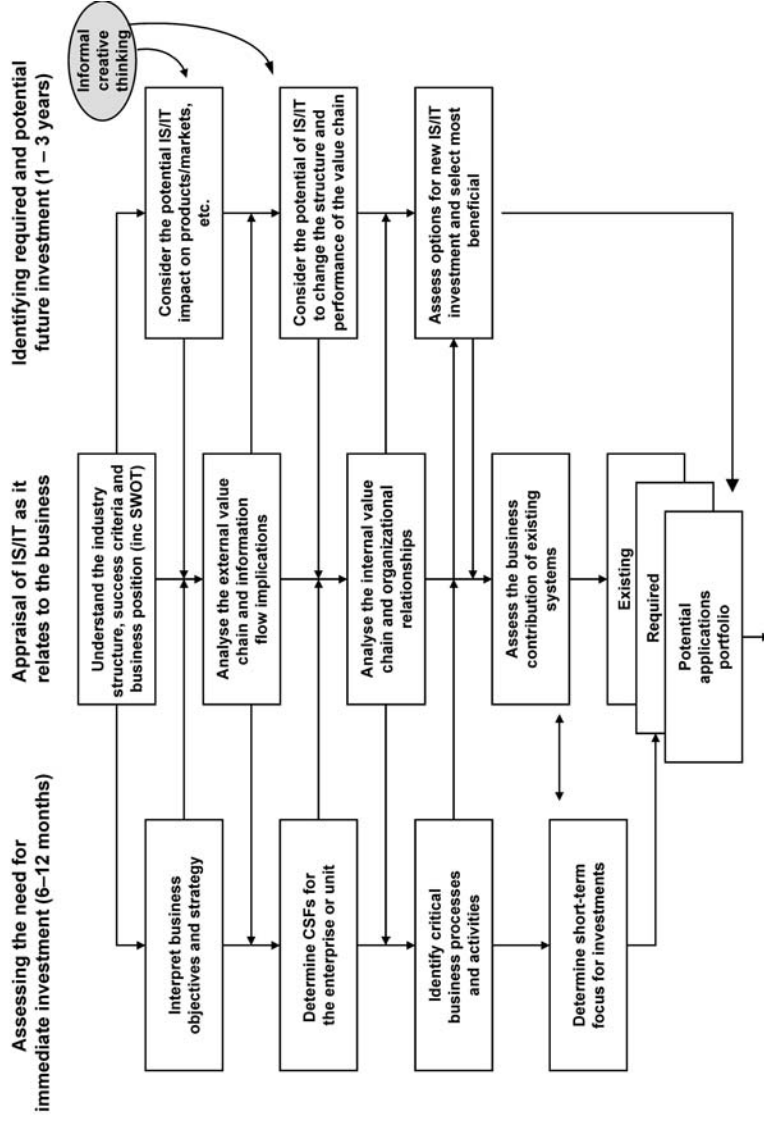 Assessing the need for
immediate investment (6–12 months)
Appraisal of IS/IT as it
relates to the business
Identifying required and potential
future investment (1 – 3 years)
Informal
creative
thinking
Understand the industry
structure, success criteria and
business position (inc SWOT)
Interpret business
objectives and strategy
Consider the potential IS/IT
impact on products/markets,
etc.
Analyse the external value
chain and information
flow implications
Determine CSFs for
the enterprise or unit
Consider the potential of IS/IT
to change the structure and
performance of the value chain
Analyse the internal value
chain and organizational
relationships
Identify critical
business processes
and activities
Assess options for new IS/IT
investment and select most
beneficial
Assess the business
contribution of existing
systems
Determine short-term
focus for investments
Existing
Required
Potential
applications
portfolio